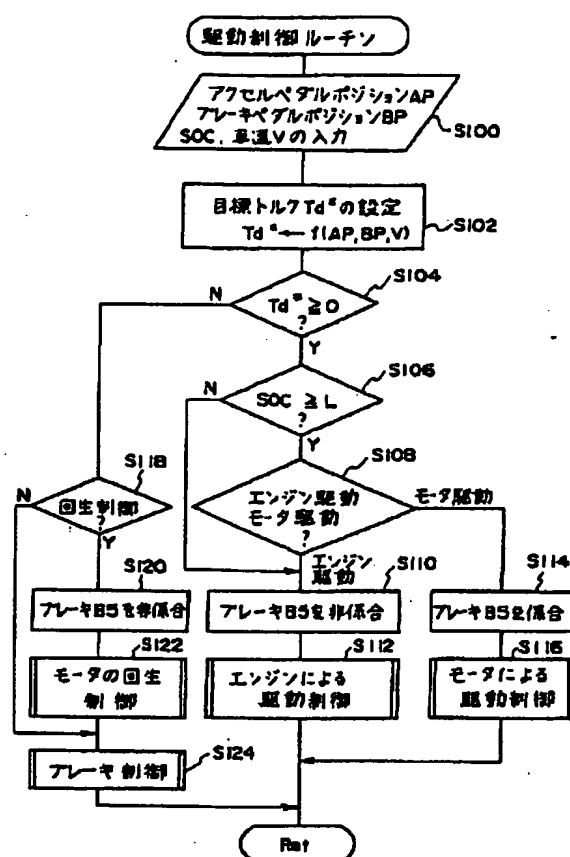 駆動制御ルーチン
アクセルペダルポジションAP
ブレーキペダルポジションBP
SOC, 車速Vの入力
S100
目標トルクTd*の設定
Td* ← f(AP,BP,V)
S102
S104
N
Td*≧0
?
Y
S106
N
SOC ≧L
?
Y
S108
エンジン駆動
モータ駆動
?
モータ駆動
エンジン
駆動
S118
N
回生制御
?
Y
S120
ブレーキB5を非係合
S110
ブレーキB5を非係合
S114
ブレーキB5を係合
S122
モータの回生
制御
S112
エンジンによる
駆動制御
S116
モータによる
駆動制御
S124
ブレーキ制御
Ret